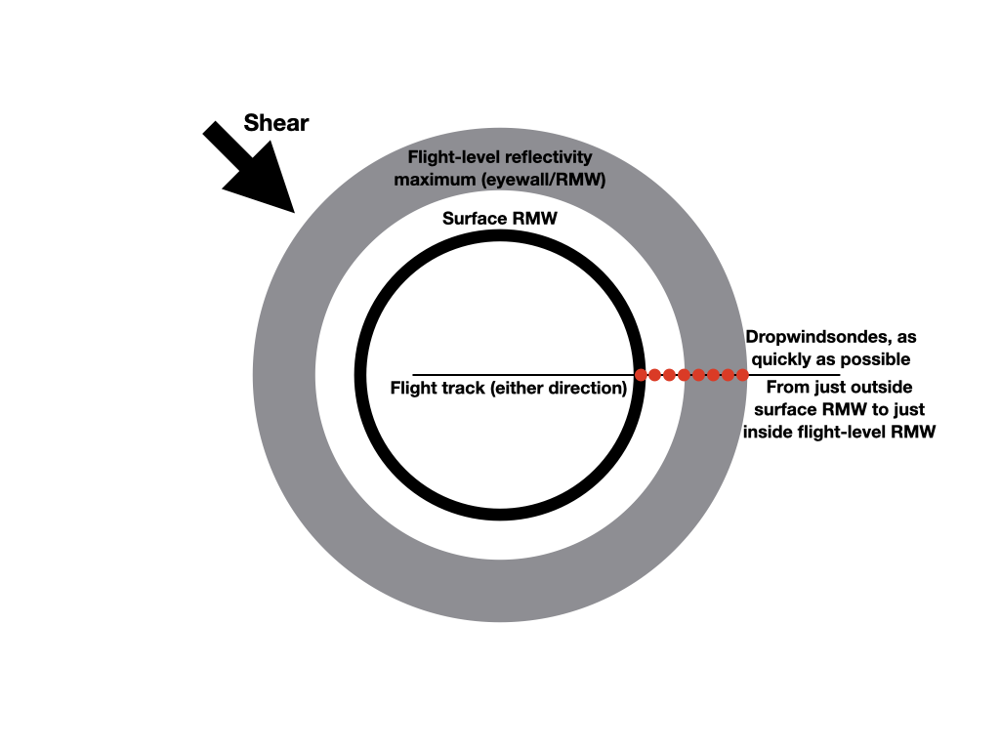 Shear
Flight-level reflectivity
maximum (eyewall/RMW)
Surface RMW
Dropwindsondes, as
quickly as possible
Flight track (either direction)
From just outside
surface RMW to just
inside flight-level RMW